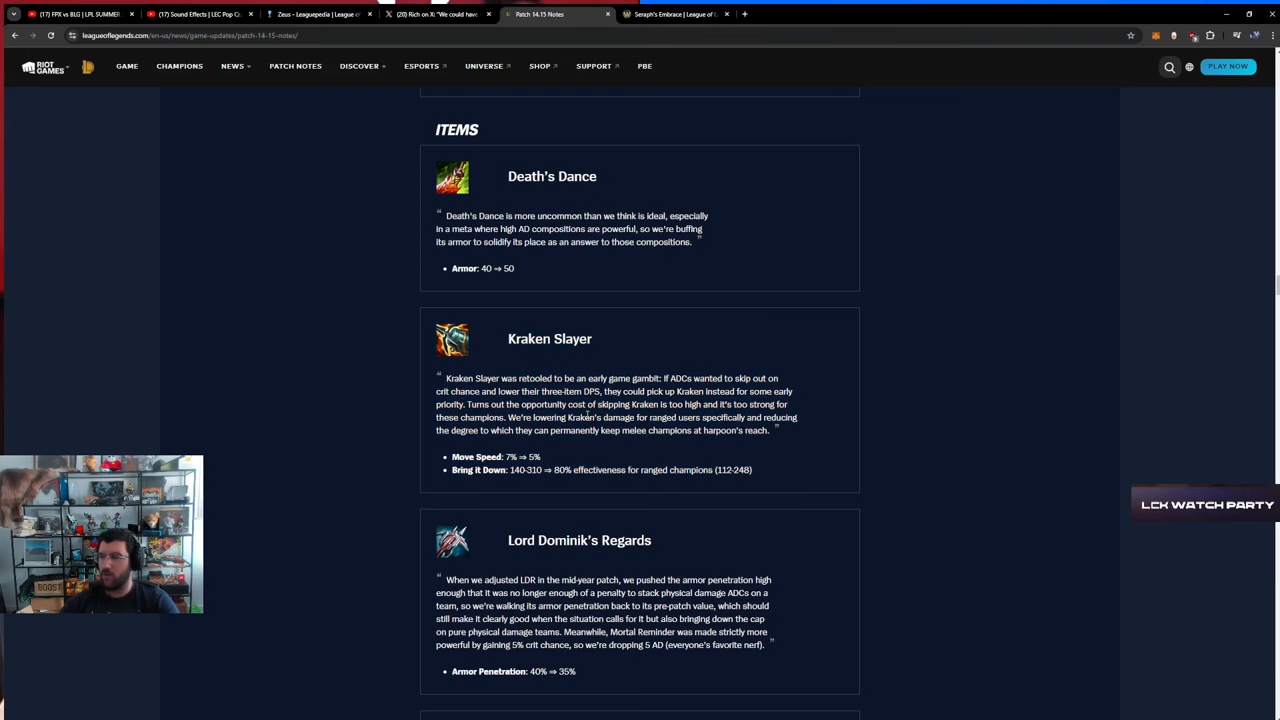 (17) FPX vs BLG | LPL SUMMER
(17) Sound Effects | LEC Pop C
Zeus - Leaguepedia | League of
(20) Rich on X: "We could have
Patch 14.15 Notes
Seraph's Embrace | League of L
leagueoflegends.com/en-us/news/game-updates/patch-14-15-notes/
RIOT GAMES
GAME
CHAMPIONS
NEWS
PATCH NOTES
DISCOVER
ESPORTS
UNIVERSE
SHOP
SUPPORT
PBE
PLAY NOW
ITEMS
Death's Dance
“ Death's Dance is more uncommon than we think is ideal, especially
in a meta where high AD compositions are powerful, so we're buffing
its armor to solidify its place as an answer to those compositions. ”
• Armor: 40 ⇒ 50
Kraken Slayer
“ Kraken Slayer was retooled to be an early game gambit: If ADCs wanted to skip out on
crit chance and lower their three-item DPS, they could pick up Kraken instead for some early
priority. Turns out the opportunity cost of skipping Kraken is too high and it's too strong for
these champions. We're lowering Kraken's damage for ranged users specifically and reducing
the degree to which they can permanently keep melee champions at harpoon's reach. ”
• Move Speed: 7% ⇒ 5%
• Bring it Down: 140-310 ⇒ 80% effectiveness for ranged champions (112-248)
LCK WATCH PARTY
Lord Dominik's Regards
“ When we adjusted LDR in the mid-year patch, we pushed the armor penetration high
enough that it was no longer enough of a penalty to stack physical damage ADCs on a
team, so we're walking its armor penetration back to its pre-patch value, which should
still make it clearly good when the situation calls for it but also bringing down the cap
on pure physical damage teams. Meanwhile, Mortal Reminder was made strictly more
powerful by gaining 5% crit chance, so we're dropping 5 AD (everyone's favorite nerf). ”
• Armor Penetration: 40% ⇒ 35%
BOOST